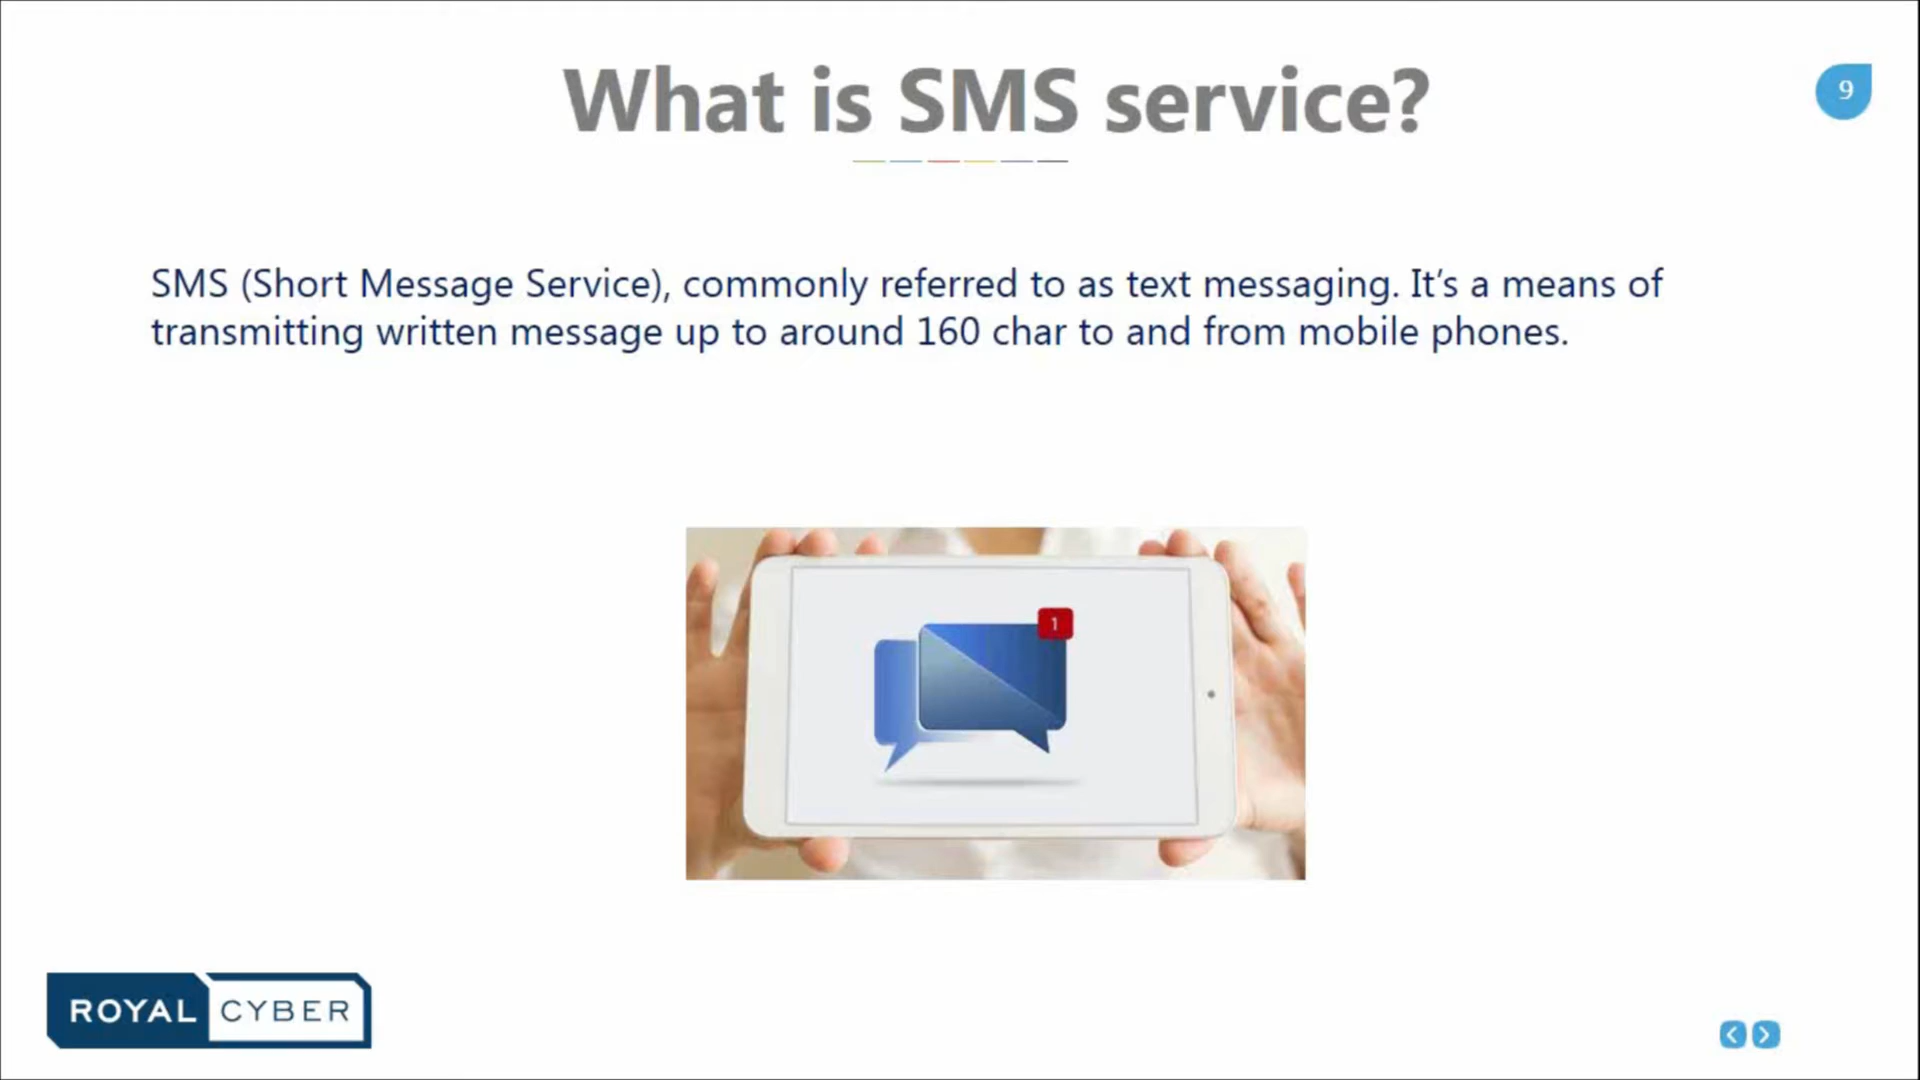 What is SMS service?
9
SMS (Short Message Service), commonly referred to as text messaging. It’s a means of
transmitting written message up to around 160 char to and from mobile phones.
1
ROYAL CYBER